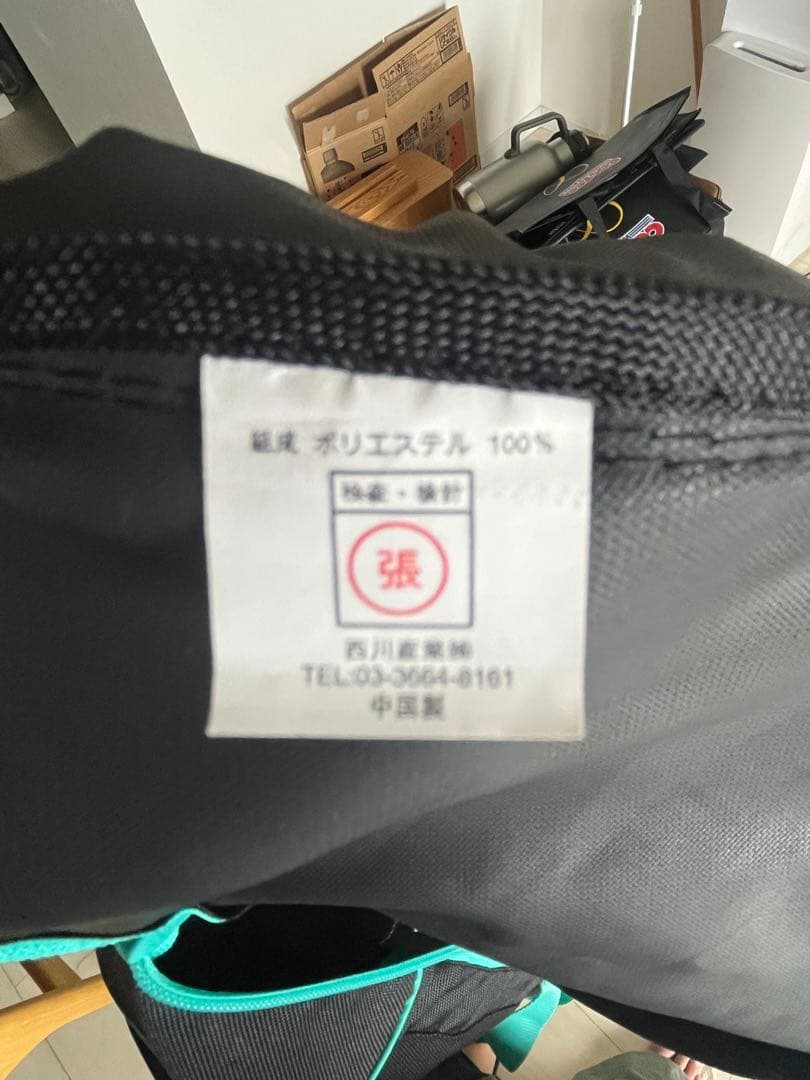 組成 ポリエステル 100%
検査・検針
張
西川産業㈱
TEL:03-3664-8161
中国製